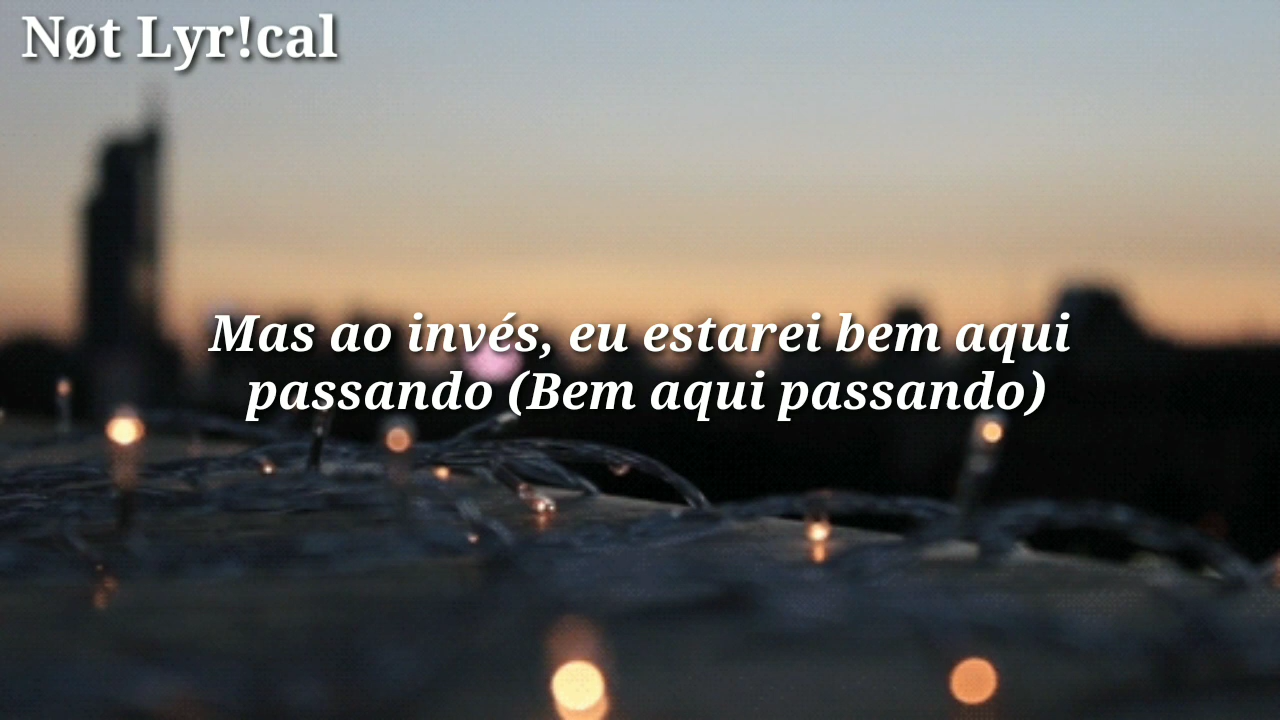 Nøt Lyr!cal
Mas ao invés, eu estarei bem aqui
passando (Bem aqui passando)